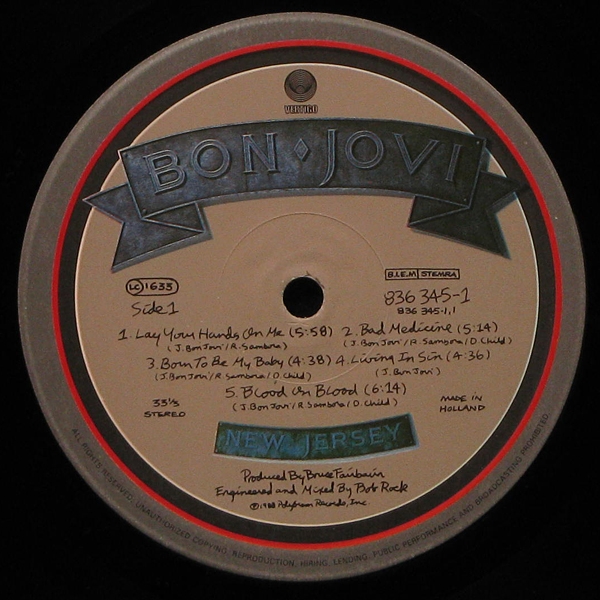 VERTIGO
BON ♦ JOVI
LC 1633
B.I.E.M STEMRA
Side 1
836 345-1
836 345-1.1
1. Lay Your Hands On Me (5:58) 2. Bad Medicine (5:14)
(J. Bon Jovi / R. Sambora) (J. Bon Jovi / R. Sambora / D. Child)
3. Born To Be My Baby (4:38) 4. Living In Sin (4:36)
(J. Bon Jovi / R. Sambora / D. Child) (J. Bon Jovi)
5. Blood On Blood (6:14)
(J. Bon Jovi / R. Sambora / D. Child)
33⅓
STEREO
MADE IN
HOLLAND
NEW JERSEY
Produced By Bruce Fairbairn
Engineered and Mixed By Bob Rock
℗©1988 Polygram Records, Inc.
ALL RIGHTS RESERVED. UNAUTHORIZED COPYING, REPRODUCTION, HIRING, LENDING, PUBLIC PERFORMANCE AND BROADCASTING PROHIBITED.